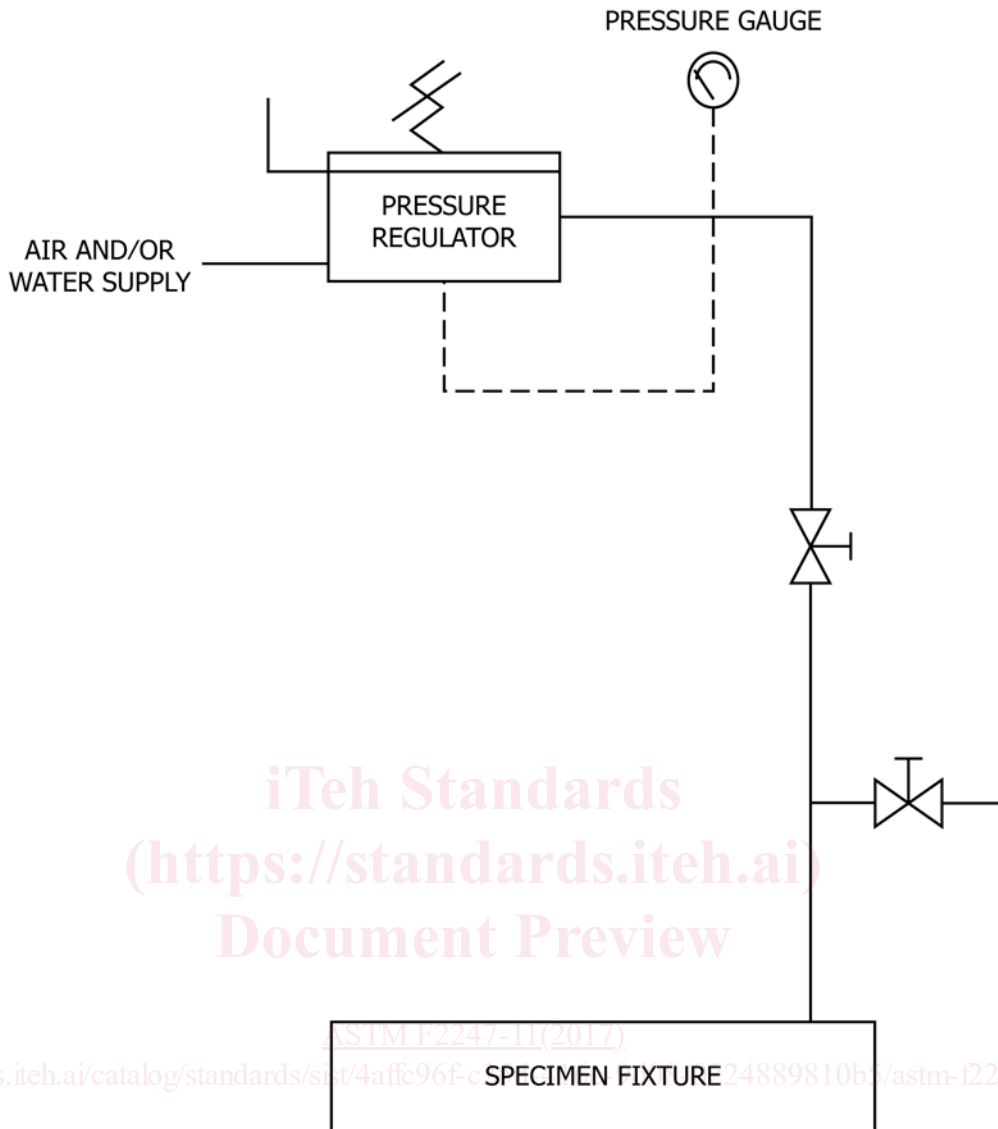 PRESSURE GAUGE
PRESSURE
REGULATOR
AIR AND/OR
WATER SUPPLY
iTeh Standards
(https://standards.iteh.ai)
Document Preview
ASTM F2247-11(2017)
SPECIMEN FIXTURE